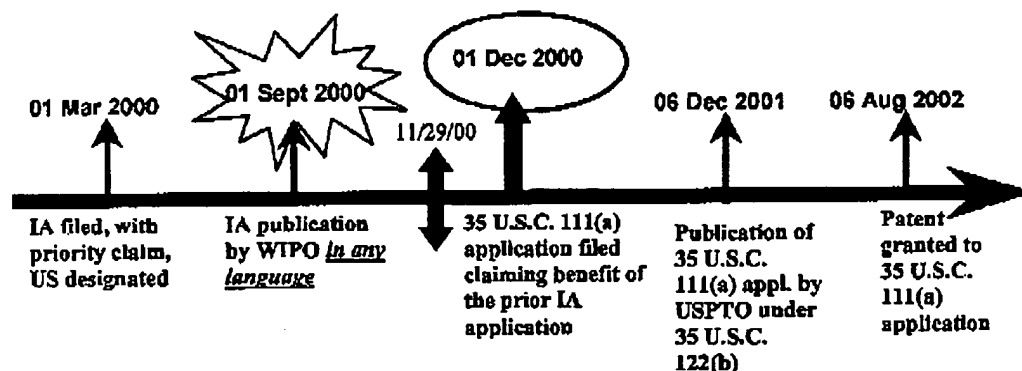 01 Mar 2000
01 Sept 2000
11/29/00
01 Dec 2000
06 Dec 2001
06 Aug 2002
IA filed, with
priority claim,
US designated
IA publication
by WIPO in any
language
35 U.S.C. 111(a)
application filed
claiming benefit of
the prior IA
application
Publication of
35 U.S.C.
111(a) appl. by
USPTO under
35 U.S.C.
122(b)
Patent
granted to
35 U.S.C.
111(a)
application